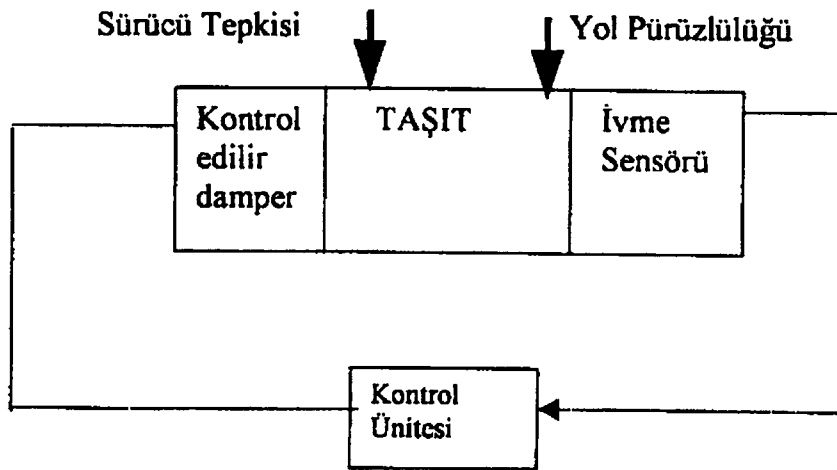 Sürücü Tepkisi
Yol Pürüzlülüğü
Kontrol
edilir
damper
TAŞIT
İvme
Sensörü
Kontrol
Ünitesi